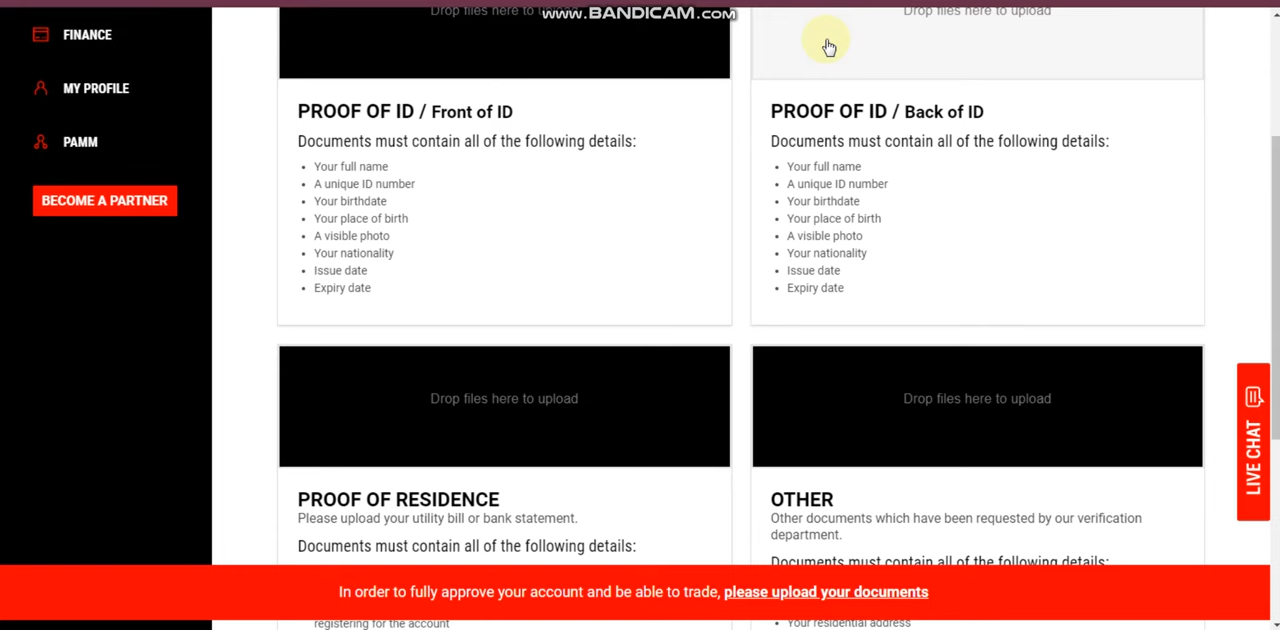 www.BANDICAM.com
FINANCE
MY PROFILE
PAMM
BECOME A PARTNER
Drop files here to upload
PROOF OF ID / Front of ID
Documents must contain all of the following details:
Your full name
A unique ID number
Your birthdate
Your place of birth
A visible photo
Your nationality
Issue date
Expiry date
Drop files here to upload
PROOF OF ID / Back of ID
Documents must contain all of the following details:
Your full name
A unique ID number
Your birthdate
Your place of birth
A visible photo
Your nationality
Issue date
Expiry date
Drop files here to upload
PROOF OF RESIDENCE
Please upload your utility bill or bank statement.
Documents must contain all of the following details:
registering for the account
Drop files here to upload
OTHER
Other documents which have been requested by our verification
department.
Documents must contain all of the following details:
Your residential address
In order to fully approve your account and be able to trade, please upload your documents
LIVE CHAT